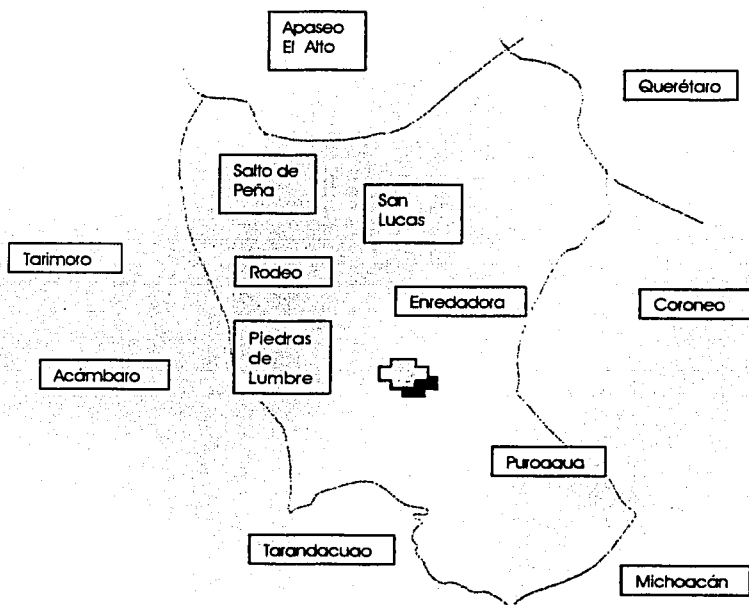 Apaseo
El Alto
Querétaro
Salto de
Peña
San
Lucas
Tarimoro
Rodeo
Enredadora
Coroneo
Piedras
de
Lumbre
Acámbaro
Puroagua
Tarandacuao
Michoacán